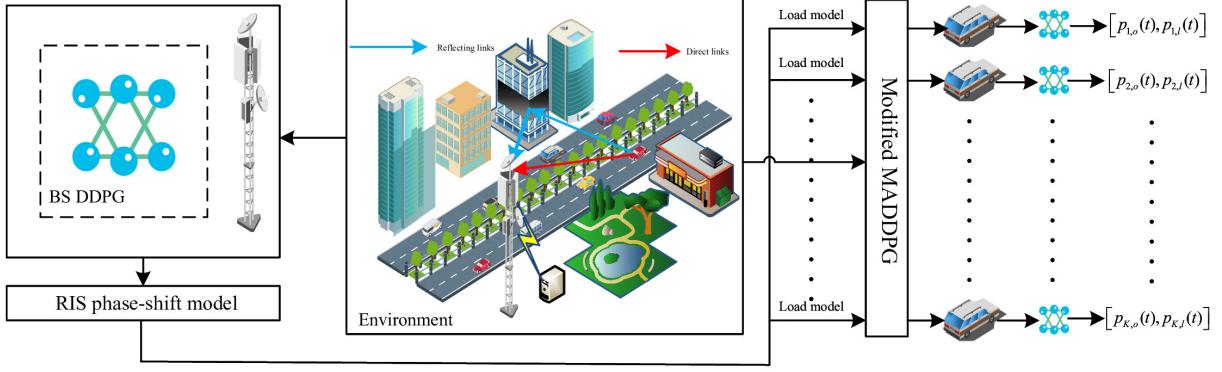 BS DDPG
RIS phase-shift model
Reflecting links
Direct links
Environment
Load model
Load model
Load model
Modified MADDPG
[p_{1,o}(t), p_{1,l}(t)]
[p_{2,o}(t), p_{2,l}(t)]
[p_{K,o}(t), p_{K,l}(t)]